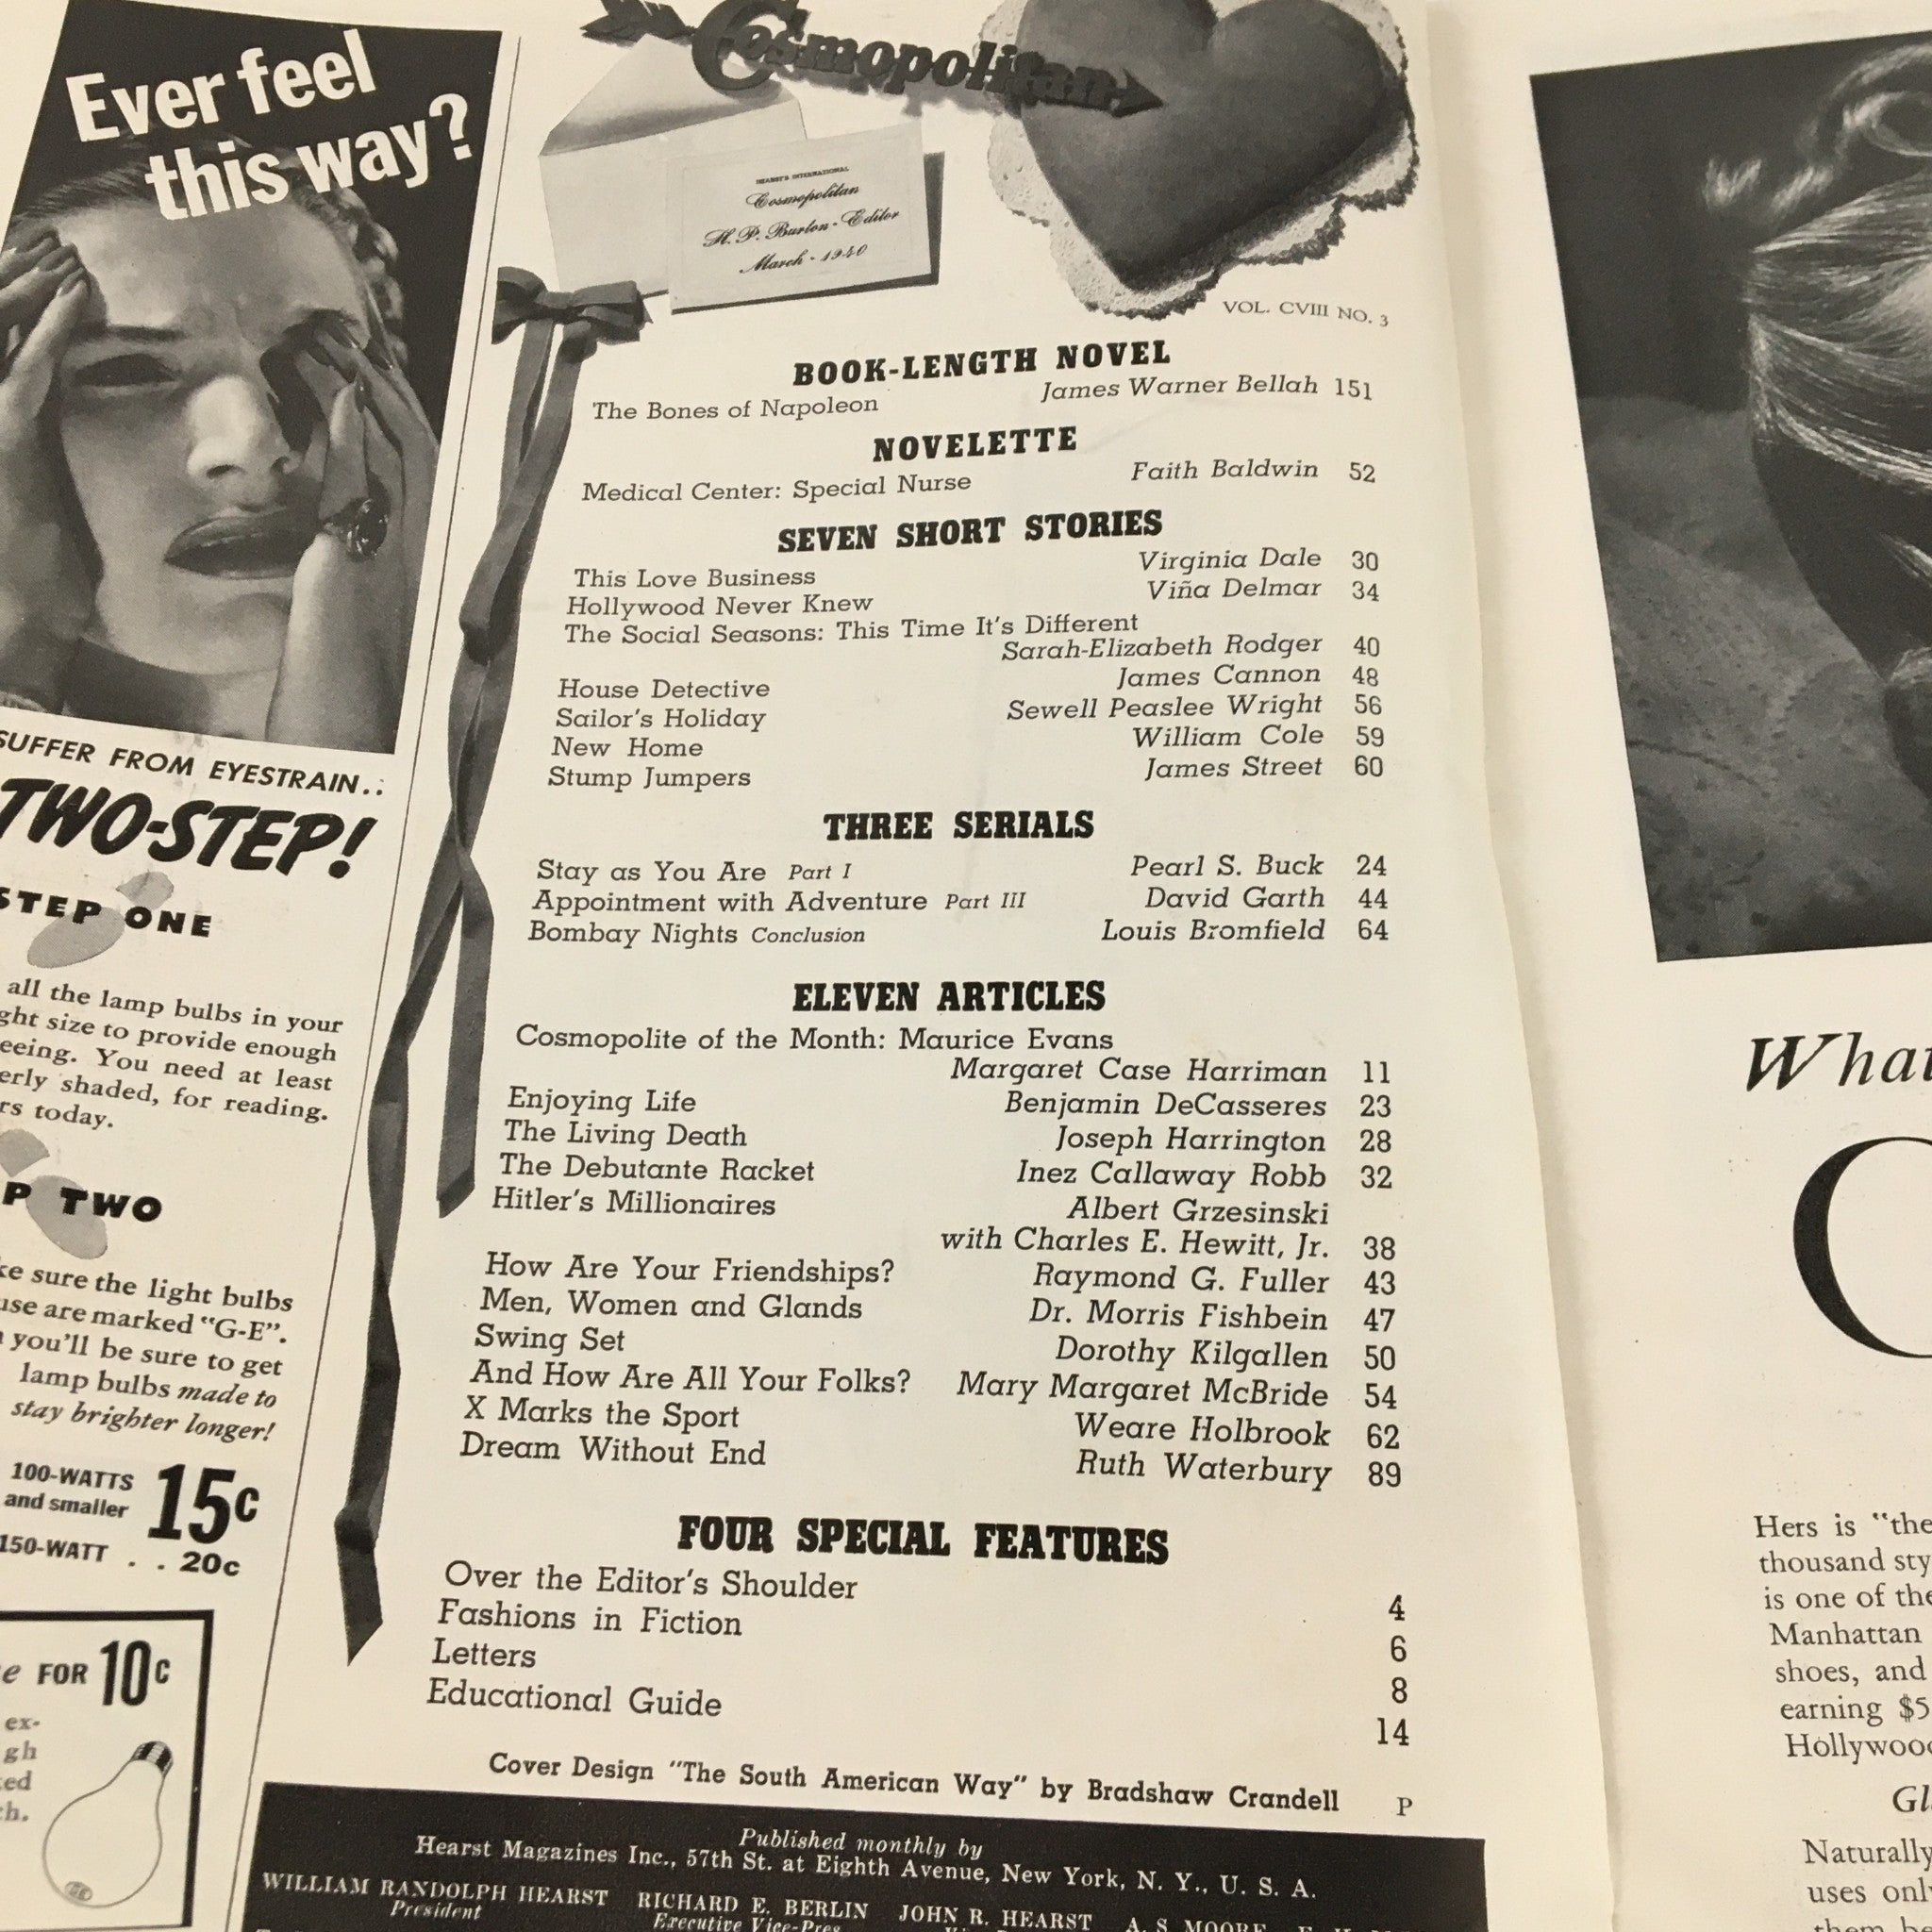 Ever feel
this way?
SUFFER FROM EYESTRAIN..
TWO-STEP!
STEP ONE
all the lamp bulbs in your
size to provide enough
You need at least
shaded, for reading.
today.
TWO
sure the light bulbs
are marked "G-E".
you'll be sure to get
lamp bulbs made to
stay brighter longer!
100-WATTS
and smaller 15c
150-WATT . . 20c
FOR 10c
Cosmopolitan
HEARST'S INTERNATIONAL
Cosmopolitan
H. P. Burton - Editor
March - 1940
VOL. CVIII NO. 3
BOOK-LENGTH NOVEL
The Bones of Napoleon James Warner Bellah 151
NOVELETTE
Medical Center: Special Nurse Faith Baldwin 52
SEVEN SHORT STORIES
This Love Business Virginia Dale 30
Hollywood Never Knew Viña Delmar 34
The Social Seasons: This Time It's Different
Sarah-Elizabeth Rodger 40
House Detective James Cannon 48
Sailor's Holiday Sewell Peaslee Wright 56
New Home William Cole 59
Stump Jumpers James Street 60
THREE SERIALS
Stay as You Are Part I Pearl S. Buck 24
Appointment with Adventure Part III David Garth 44
Bombay Nights Conclusion Louis Bromfield 64
ELEVEN ARTICLES
Cosmopolite of the Month: Maurice Evans
Margaret Case Harriman 11
Enjoying Life Benjamin DeCasseres 23
The Living Death Joseph Harrington 28
The Debutante Racket Inez Callaway Robb 32
Hitler's Millionaires Albert Grzesinski
with Charles E. Hewitt, Jr. 38
How Are Your Friendships? Raymond G. Fuller 43
Men, Women and Glands Dr. Morris Fishbein 47
Swing Set Dorothy Kilgallen 50
And How Are All Your Folks? Mary Margaret McBride 54
X Marks the Sport Weare Holbrook 62
Dream Without End Ruth Waterbury 89
FOUR SPECIAL FEATURES
Over the Editor's Shoulder 4
Fashions in Fiction 6
Letters 8
Educational Guide 14
Cover Design "The South American Way" by Bradshaw Crandell P
Published monthly by
Hearst Magazines Inc., 57th St. at Eighth Avenue, New York, N. Y., U. S. A.
WILLIAM RANDOLPH HEARST RICHARD E. BERLIN JOHN R. HEARST A. S. MOORE
President Executive Vice-Pres.
Hers is "the
thousand
is one of the
Manhattan
shoes, and
earning $5
Naturally
uses